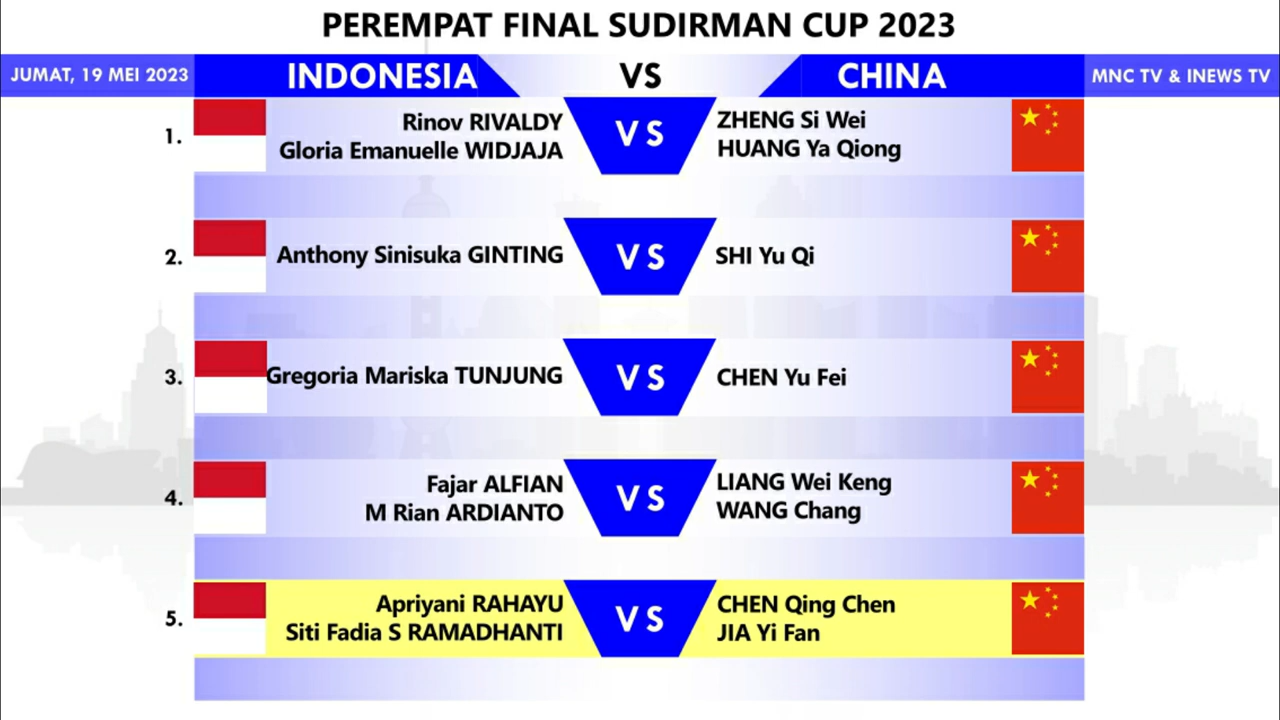 PEREMPAT FINAL SUDIRMAN CUP 2023
JUMAT, 19 MEI 2023
INDONESIA
VS
CHINA
MNC TV & INEWS TV
1.
Rinov RIVALDY
Gloria Emanuelle WIDJAJA
VS
ZHENG Si Wei
HUANG Ya Qiong
2.
Anthony Sinisuka GINTING
VS
SHI Yu Qi
3.
Gregoria Mariska TUNJUNG
VS
CHEN Yu Fei
4.
Fajar ALFIAN
M Rian ARDIANTO
VS
LIANG Wei Keng
WANG Chang
5.
Apriyani RAHAYU
Siti Fadia S RAMADHANTI
VS
CHEN Qing Chen
JIA Yi Fan